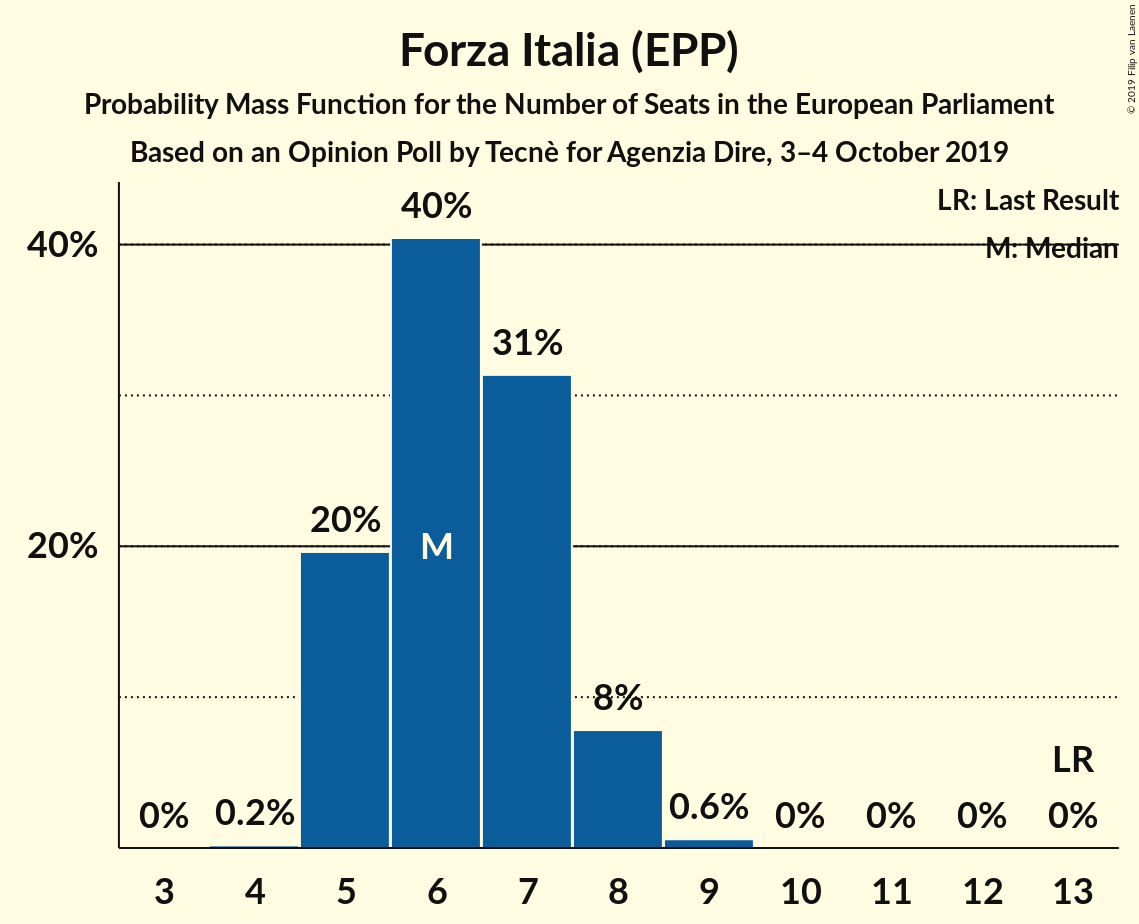 Forza Italia (EPP)
Probability Mass Function for the Number of Seats in the European Parliament
Based on an Opinion Poll by Tecnè for Agenzia Dire, 3–4 October 2019
© 2019 Filip van Laenen
LR: Last Result
M: Median
40%
20%
0%
0.2%
20%
40%
M
31%
8%
0.6%
0%
0%
0%
LR
0%
3 4 5 6 7 8 9 10 11 12 13